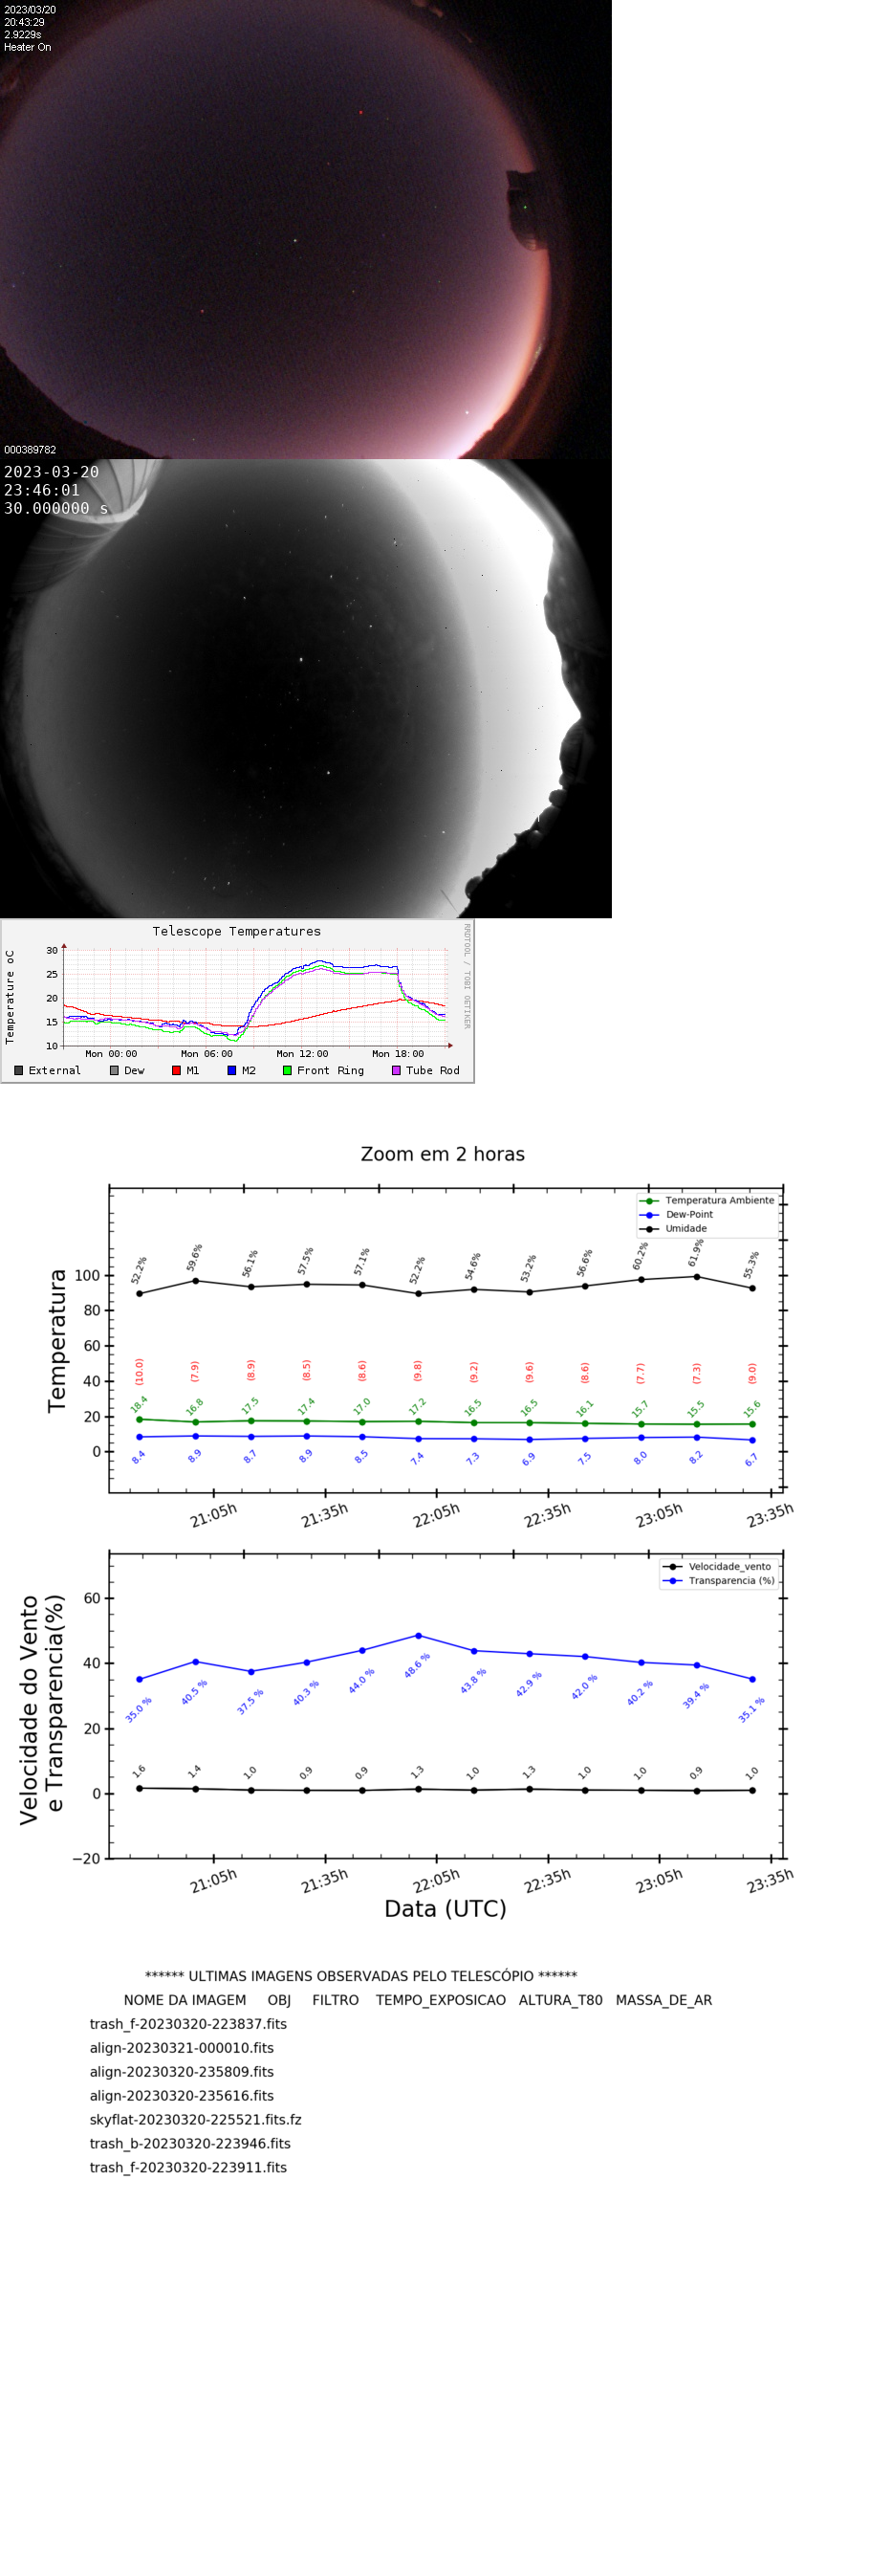 2023/03/20
20:43:29
2.9229s
Heater On
000389782
2023-03-20
23:46:01
30.000000 s
Telescope Temperatures
RRDTOOL / TOBI OETIKER
Temperature oC
30
25
20
15
10
Mon 00:00 Mon 06:00 Mon 12:00 Mon 18:00
External Dew M1 M2 Front Ring Tube Rod
Zoom em 2 horas
Temperatura
Temperatura Ambiente
Dew-Point
Umidade
100
80
60
40
20
0
52.2% 59.6% 56.1% 57.5% 57.1% 52.2% 54.6% 53.2% 56.6% 60.2% 61.9% 55.3%
(10.0) (7.9) (8.9) (8.5) (8.6) (9.8) (9.2) (9.6) (8.6) (7.7) (7.3) (9.0)
18.4 16.8 17.5 17.4 17.0 17.2 16.5 16.5 16.1 15.7 15.5 15.6
8.4 8.9 8.7 8.9 8.5 7.4 7.3 6.9 7.5 8.0 8.2 6.7
21:05h 21:35h 22:05h 22:35h 23:05h 23:35h
Velocidade do Vento
e Transparencia(%)
Velocidade_vento
Transparencia (%)
60
40
20
0
−20
35.0 % 40.5 % 37.5 % 40.3 % 44.0 % 48.6 % 43.8 % 42.9 % 42.0 % 40.2 % 39.4 % 35.1 %
1.6 1.4 1.0 0.9 0.9 1.3 1.0 1.3 1.0 1.0 0.9 1.0
21:05h 21:35h 22:05h 22:35h 23:05h 23:35h
Data (UTC)
****** ULTIMAS IMAGENS OBSERVADAS PELO TELESCÓPIO ******
NOME DA IMAGEM OBJ FILTRO TEMPO_EXPOSICAO ALTURA_T80 MASSA_DE_AR
trash_f-20230320-223837.fits
align-20230321-000010.fits
align-20230320-235809.fits
align-20230320-235616.fits
skyflat-20230320-225521.fits.fz
trash_b-20230320-223946.fits
trash_f-20230320-223911.fits